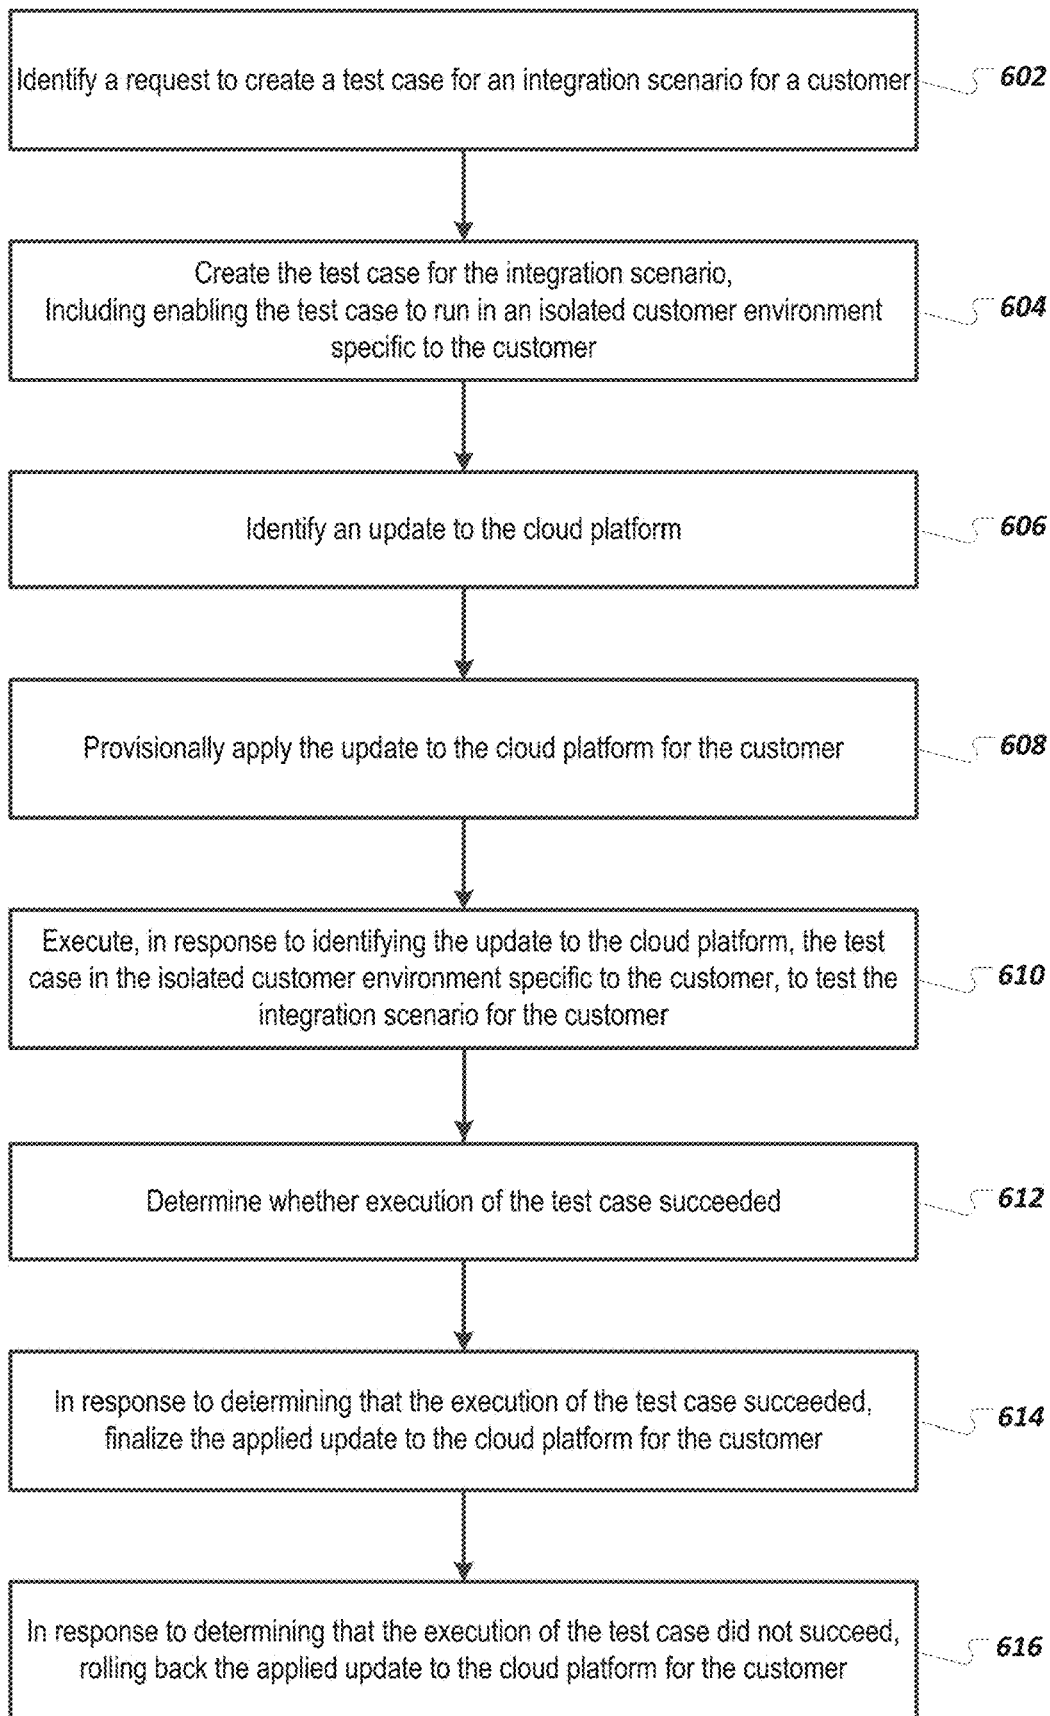 Identify a request to create a test case for an integration scenario for a customer
602
Create the test case for the integration scenario,
Including enabling the test case to run in an isolated customer environment
specific to the customer
604
Identify an update to the cloud platform
606
Provisionally apply the update to the cloud platform for the customer
608
Execute, in response to identifying the update to the cloud platform, the test
case in the isolated customer environment specific to the customer, to test the
integration scenario for the customer
610
Determine whether execution of the test case succeeded
612
In response to determining that the execution of the test case succeeded,
finalize the applied update to the cloud platform for the customer
614
In response to determining that the execution of the test case did not succeed,
rolling back the applied update to the cloud platform for the customer
616